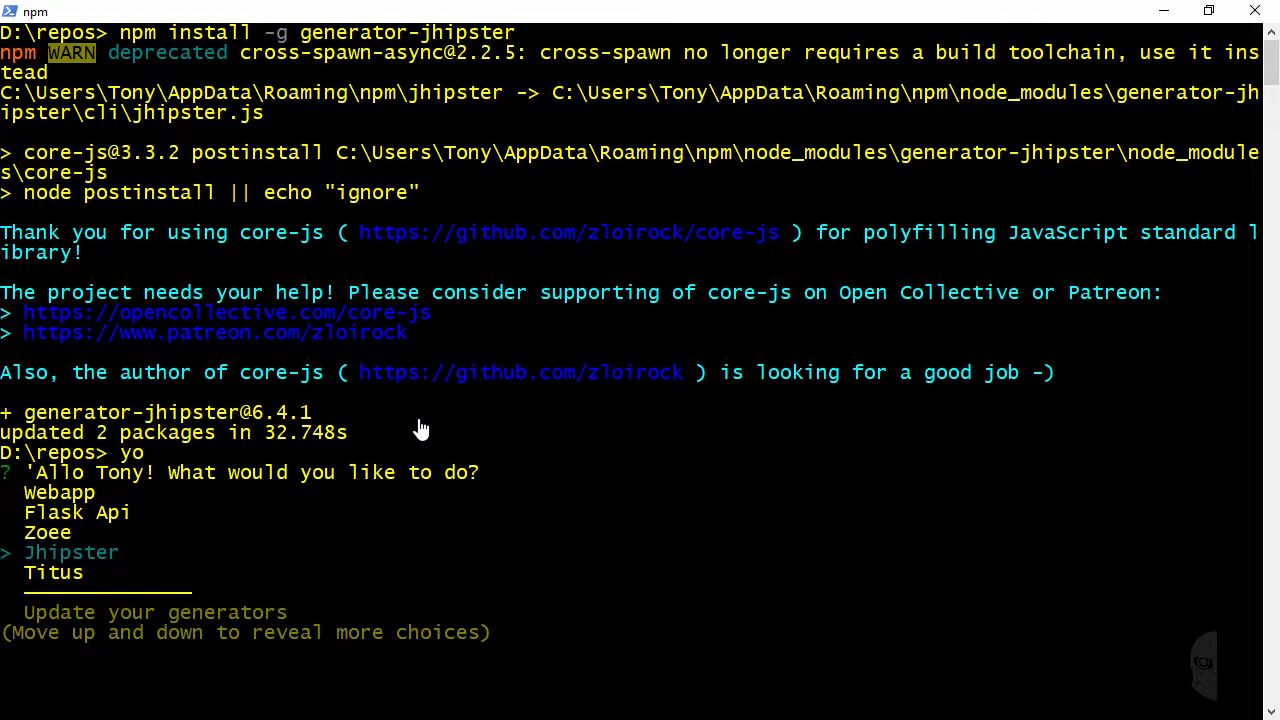 npm
D:\repos> npm install -g generator-jhipster
npm WARN deprecated cross-spawn-async@2.2.5: cross-spawn no longer requires a build toolchain, use it ins
tead
C:\Users\Tony\AppData\Roaming\npm\jhipster -> C:\Users\Tony\AppData\Roaming\npm\node_modules\generator-jh
ipster\cli\jhipster.js
> core-js@3.3.2 postinstall C:\Users\Tony\AppData\Roaming\npm\node_modules\generator-jhipster\node_module
s\core-js
> node postinstall || echo "ignore"
Thank you for using core-js ( https://github.com/zloirock/core-js ) for polyfilling JavaScript standard l
ibrary!
The project needs your help! Please consider supporting of core-js on Open Collective or Patreon:
> https://opencollective.com/core-js
> https://www.patreon.com/zloirock
Also, the author of core-js ( https://github.com/zloirock ) is looking for a good job -)
+ generator-jhipster@6.4.1
updated 2 packages in 32.748s
D:\repos> yo
? 'Allo Tony! What would you like to do?
Webapp
Flask Api
Zoee
> Jhipster
Titus
Update your generators
(Move up and down to reveal more choices)